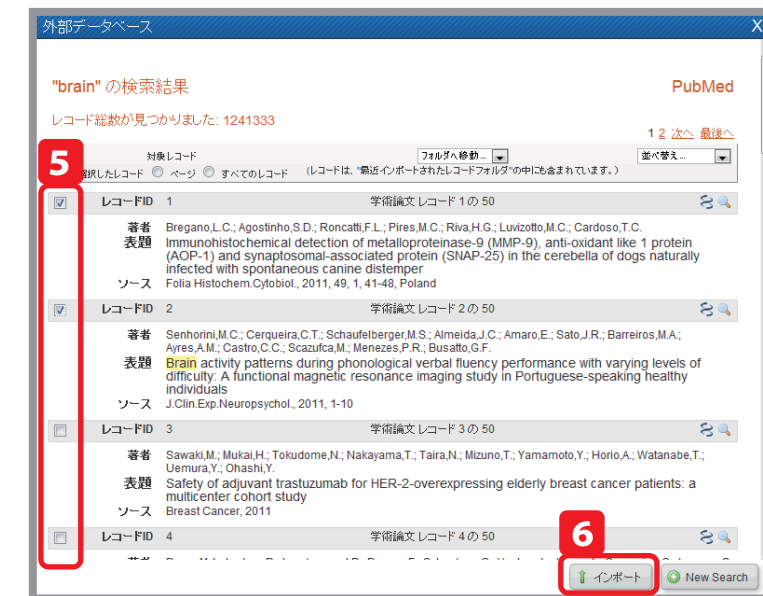 外部データベース X
"brain" の検索結果 PubMed
レコード総数が見つかりました: 1241333
1 2 次へ 最後へ
5
対象レコード フォルダへ移動... 並べ替え...
択したレコード ページ すべてのレコード (レコードは、"最近インポートされたレコードフォルダ"の中にも含まれています。)
レコードID 1 学術論文 レコード 1 の 50
著者 Bregano,L.C.; Agostinho,S.D.; Roncatti,F.L.; Pires,M.C.; Riva,H.G.; Luvizotto,M.C.; Cardoso,T.C.
表題 Immunohistochemical detection of metalloproteinase-9 (MMP-9), anti-oxidant like 1 protein
(AOP-1) and synaptosomal-associated protein (SNAP-25) in the cerebella of dogs naturally
infected with spontaneous canine distemper
ソース Folia Histochem.Cytobiol., 2011, 49, 1, 41-48, Poland
レコードID 2 学術論文 レコード 2 の 50
著者 Senhorini,M.C.; Cerqueira,C.T.; Schaufelberger,M.S.; Almeida,J.C.; Amaro,E.; Sato,J.R.; Barreiros,M.A.;
Ayres,A.M.; Castro,C.C.; Scazufca,M.; Menezes,P.R.; Busatto,G.F.
表題 Brain activity patterns during phonological verbal fluency performance with varying levels of
difficulty: A functional magnetic resonance imaging study in Portuguese-speaking healthy
individuals
ソース J.Clin.Exp.Neuropsychol., 2011, 1-10
レコードID 3 学術論文 レコード 3 の 50
著者 Sawaki,M.; Mukai,H.; Tokudome,N.; Nakayama,T.; Taira,N.; Mizuno,T.; Yamamoto,Y.; Horio,A.; Watanabe,T.;
Uemura,Y.; Ohashi,Y.
表題 Safety of adjuvant trastuzumab for HER-2-overexpressing elderly breast cancer patients: a
multicenter cohort study
ソース Breast Cancer, 2011
レコードID 4 学術論文 レコード 4 の 50
6
インポート New Search